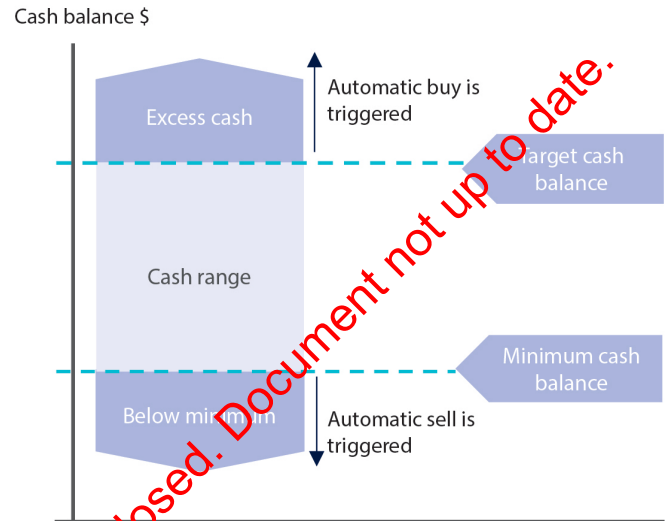 Cash balance $
Excess cash
Automatic buy is
triggered
Target cash
balance
Cash range
Minimum cash
balance
Below minimum
Automatic sell is
triggered
losed. Document not up to date.